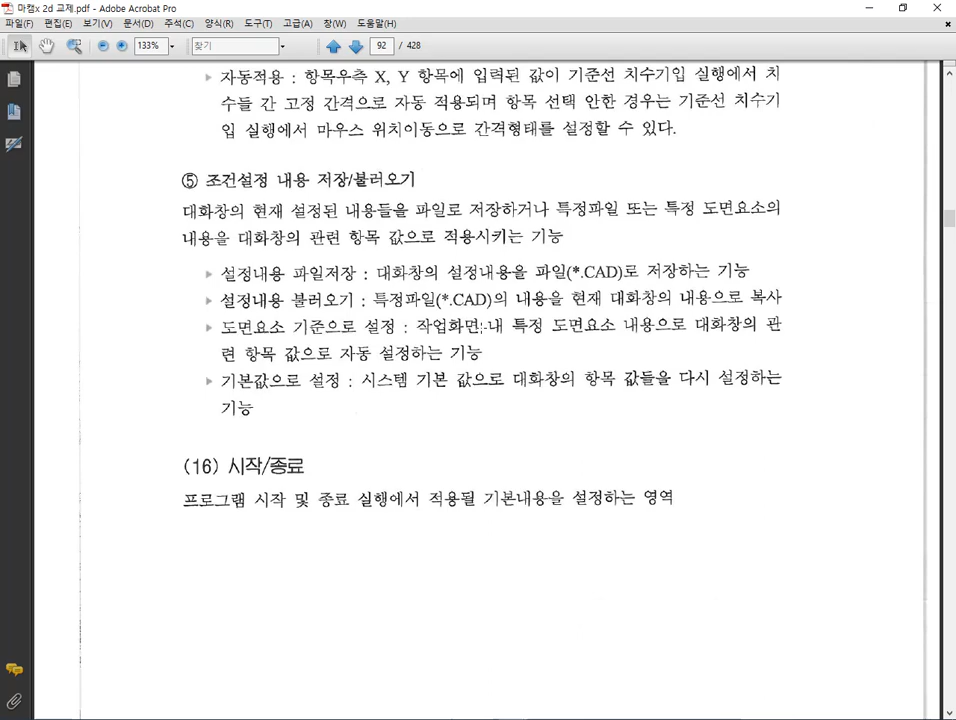 마캠x 2d 교제.pdf - Adobe Acrobat Pro
파일(F) 편집(E) 보기(V) 문서(D) 주석(C) 양식(R) 도구(T) 고급(A) 창(W) 도움말(H)
133% 찾기 92 / 428
자동적용 : 항목우측 X, Y 항목에 입력된 값이 기준선 치수기입 실행에서 치
수들 간 고정 간격으로 자동 적용되며 항목 선택 안한 경우는 기준선 치수기
입 실행에서 마우스 위치이동으로 간격형태를 설정할 수 있다.
⑤ 조건설정 내용 저장/불러오기
대화창의 현재 설정된 내용들을 파일로 저장하거나 특정파일 또는 특정 도면요소의
내용을 대화창의 관련 항목 값으로 적용시키는 기능
설정내용 파일저장 : 대화창의 설정내용을 파일(*.CAD)로 저장하는 기능
설정내용 불러오기 : 특정파일(*.CAD)의 내용을 현재 대화창의 내용으로 복사
도면요소 기준으로 설정 : 작업화면내 특정 도면요소 내용으로 대화창의 관
련 항목 값으로 자동 설정하는 기능
기본값으로 설정 : 시스템 기본 값으로 대화창의 항목 값들을 다시 설정하는
기능
(16) 시작/종료
프로그램 시작 및 종료 실행에서 적용될 기본내용을 설정하는 영역